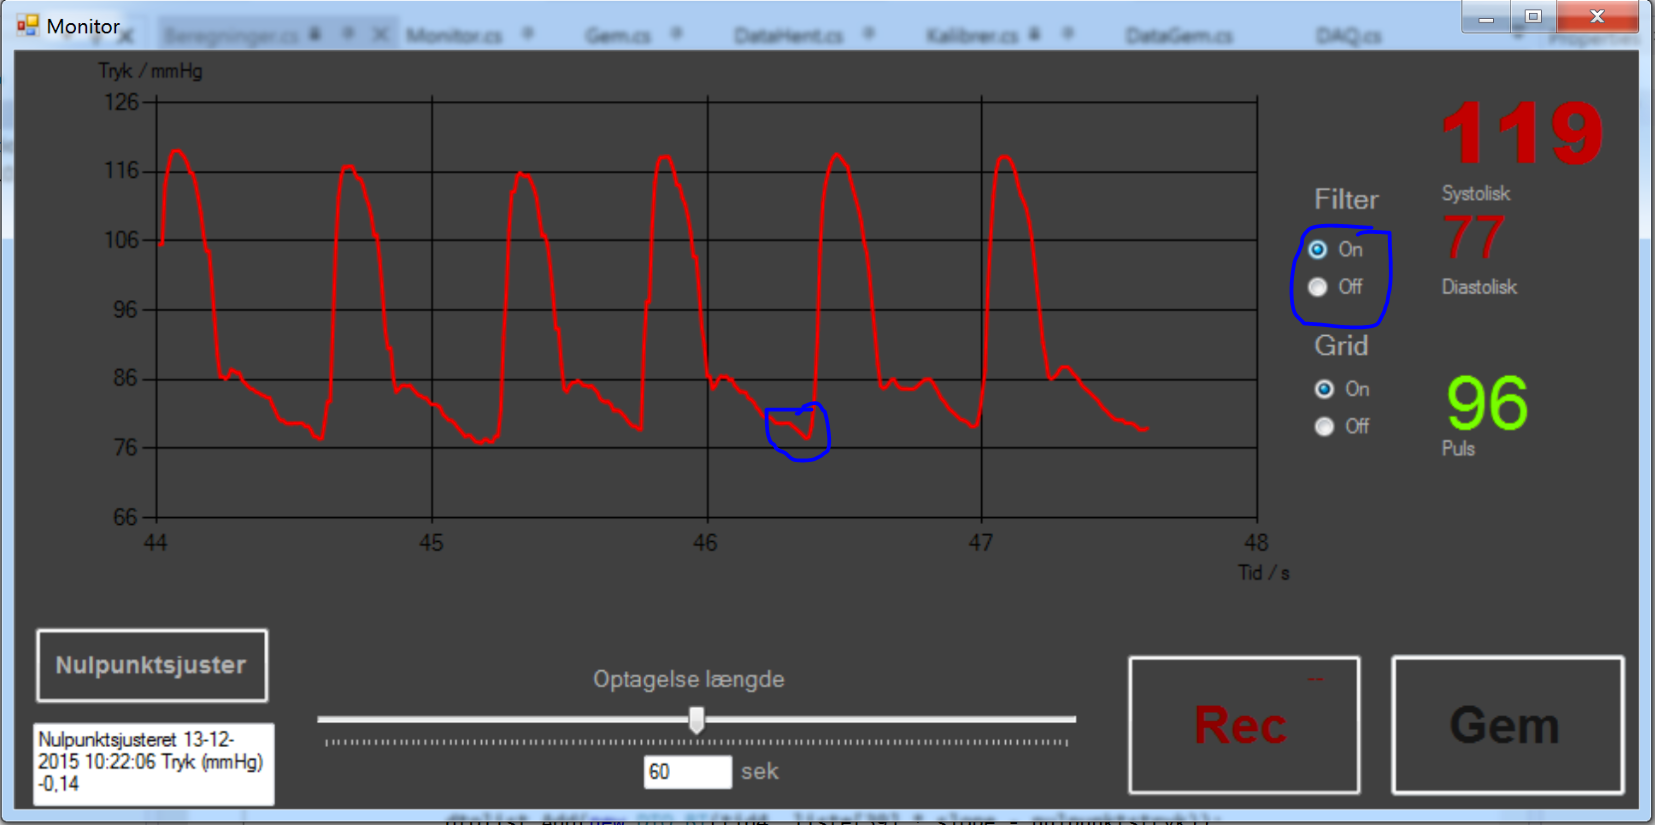 Monitor
Beregninger.cs Monitor.cs Gem.cs DataHent.cs Kalibrer.cs DataGem.cs DAQ.cs Properties
Tryk / mmHg
126
116
106
96
86
76
66
44 45 46 47 48
Tid / s
Filter
On
Off
Grid
On
Off
119
Systolisk
77
Diastolisk
96
Puls
Nulpunktsjuster
Nulpunktsjusteret 13-12-
2015 10:22:06 Tryk (mmHg)
-0,14
Optagelse længde
60 sek
--
Rec
Gem